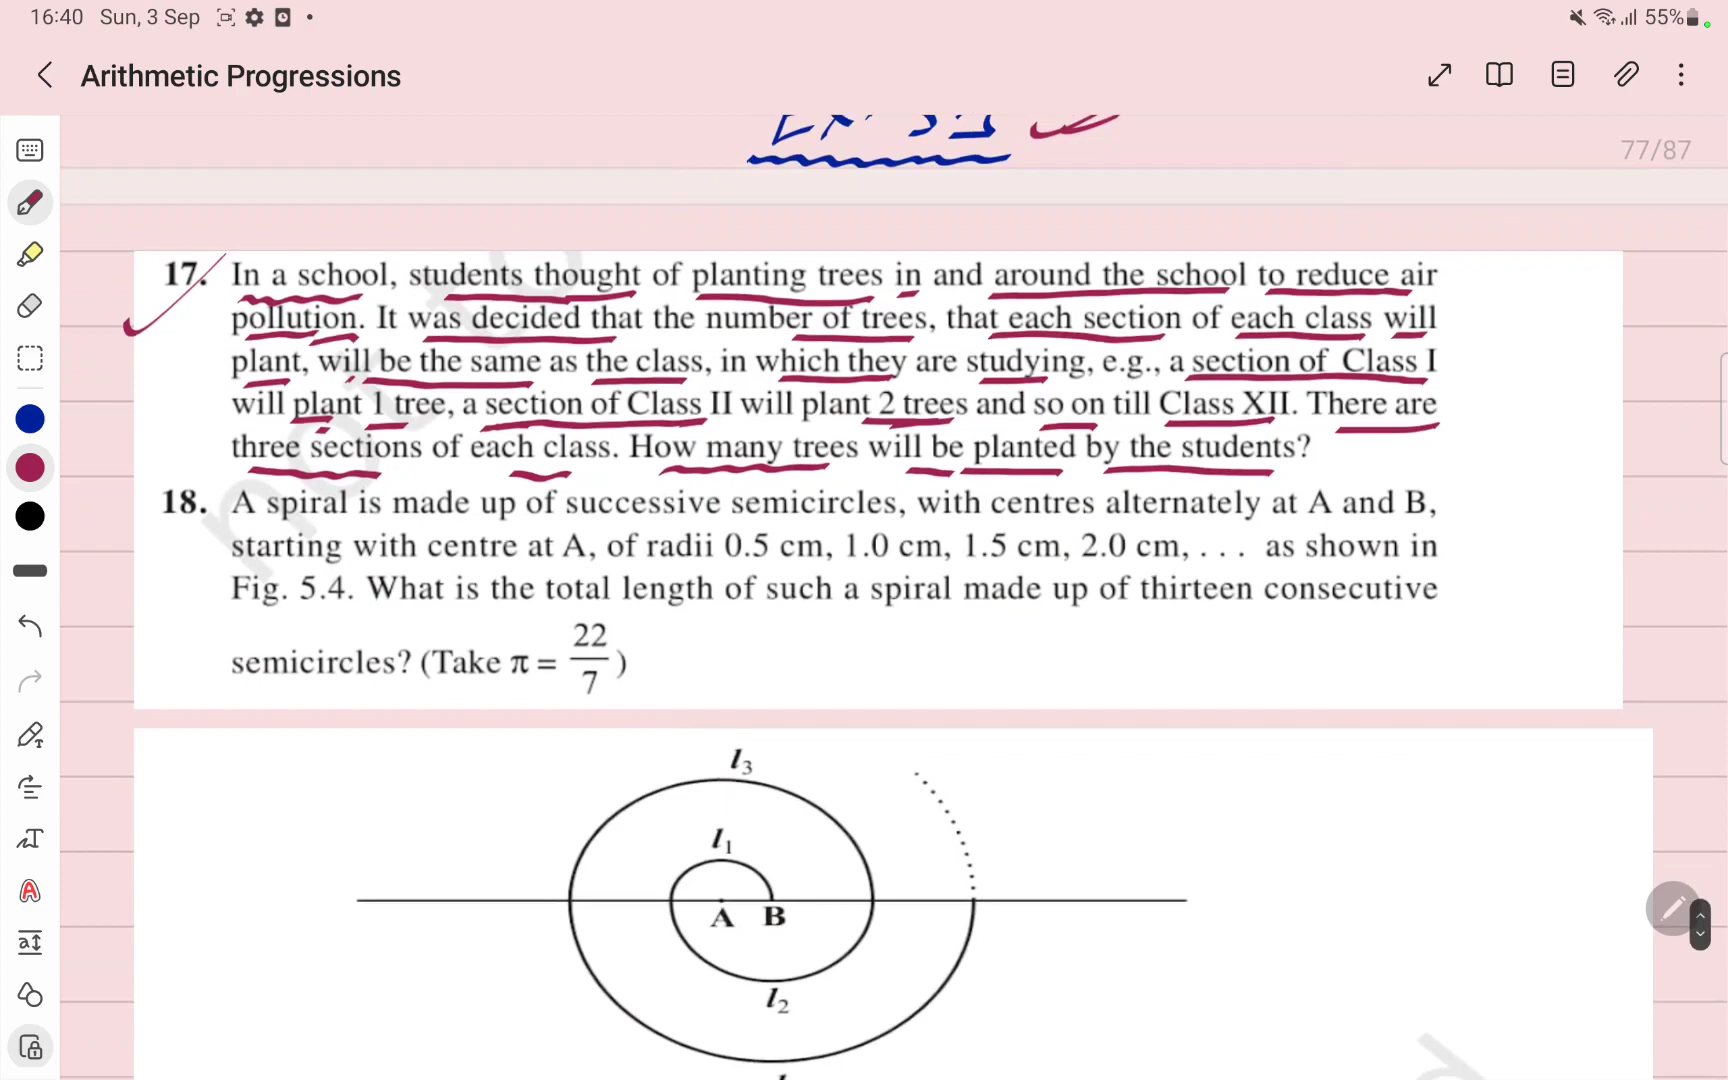 16:40 Sun, 3 Sep
55%
Arithmetic Progressions
77/87
17. In a school, students thought of planting trees in and around the school to reduce air
pollution. It was decided that the number of trees, that each section of each class will
plant, will be the same as the class, in which they are studying, e.g., a section of Class I
will plant 1 tree, a section of Class II will plant 2 trees and so on till Class XII. There are
three sections of each class. How many trees will be planted by the students?
18. A spiral is made up of successive semicircles, with centres alternately at A and B,
starting with centre at A, of radii 0.5 cm, 1.0 cm, 1.5 cm, 2.0 cm, . . . as shown in
Fig. 5.4. What is the total length of such a spiral made up of thirteen consecutive
semicircles? (Take π = 22/7)
l₃
l₁
A B
l₂